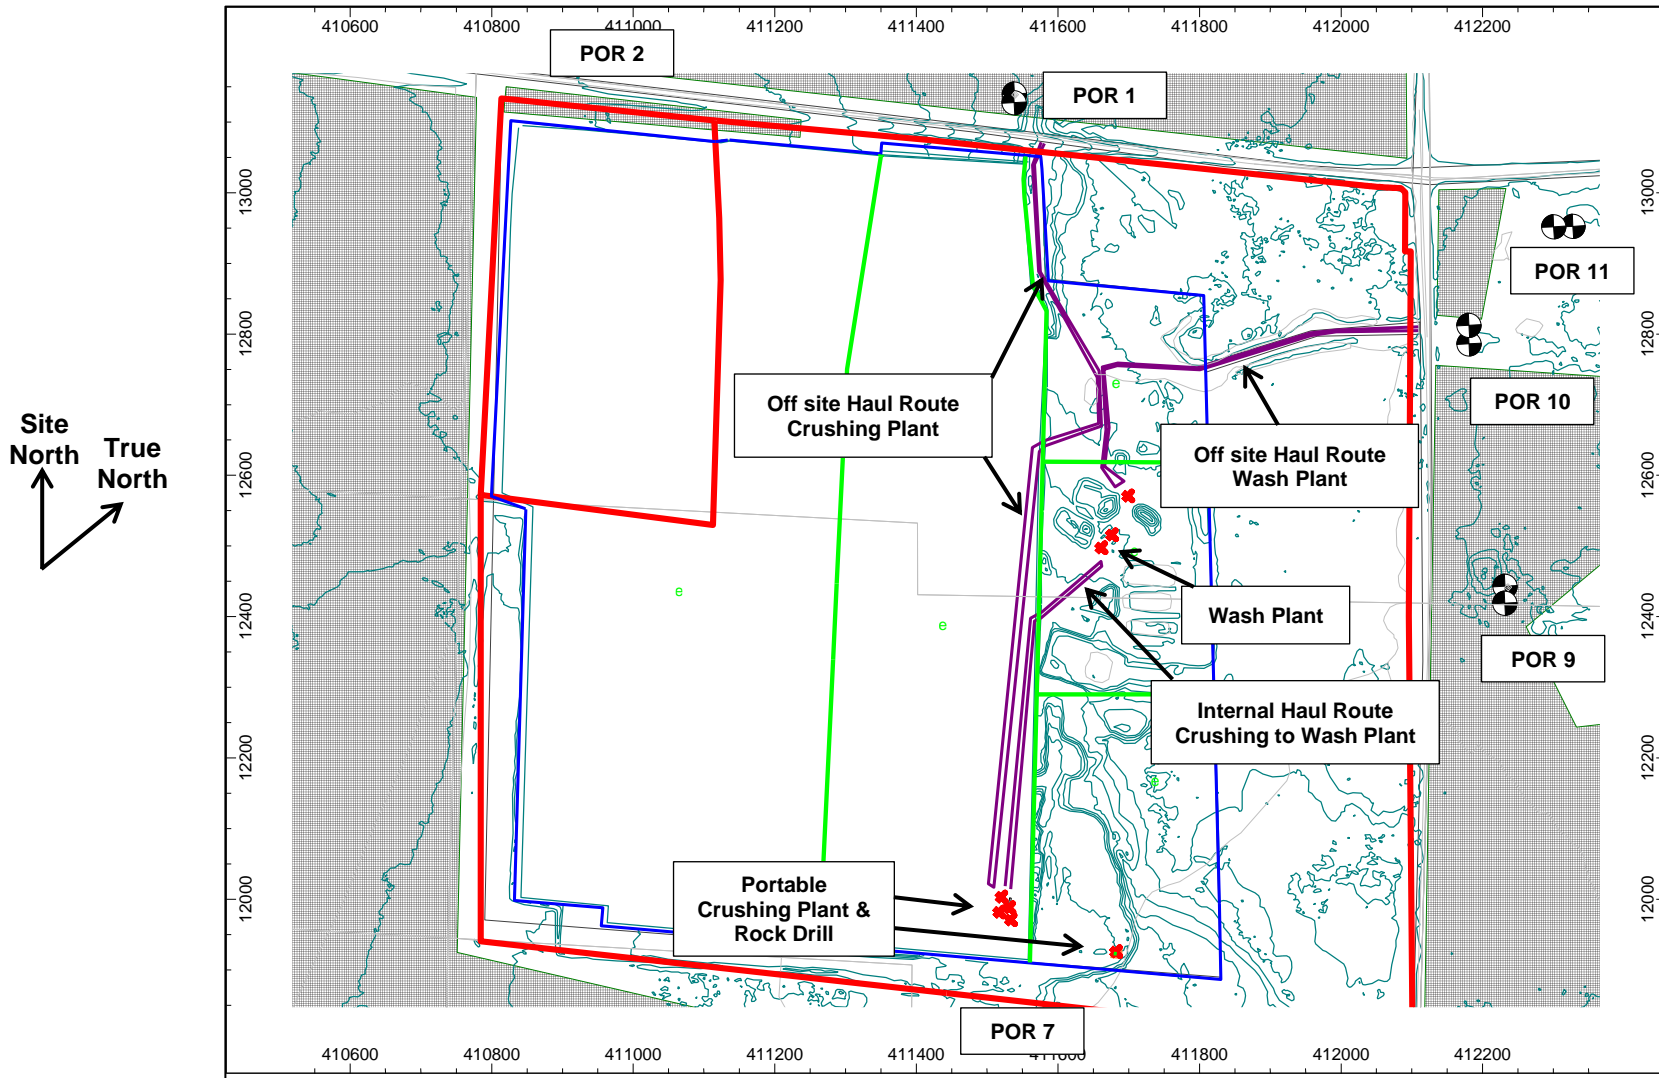 410600 410800 411000 411200 411400 411600 411800 412000 412200
POR 2
POR 1
13000
13000
POR 11
12800
12800
Off site Haul Route
Crushing Plant
POR 10
Site
North
True
North
Off site Haul Route
Wash Plant
12600
12600
e
e
e
Wash Plant
12400
12400
POR 9
Internal Haul Route
Crushing to Wash Plant
12200
12200
e
Portable
Crushing Plant &
Rock Drill
12000
12000
POR 7
410600 410800 411000 411200 411400 411600 411800 412000 412200